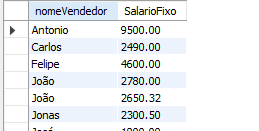 nomeVendedor SalarioFixo
Antonio 9500.00
Carlos 2490.00
Felipe 4600.00
João 2780.00
João 2650.32
Jonas 2300.50